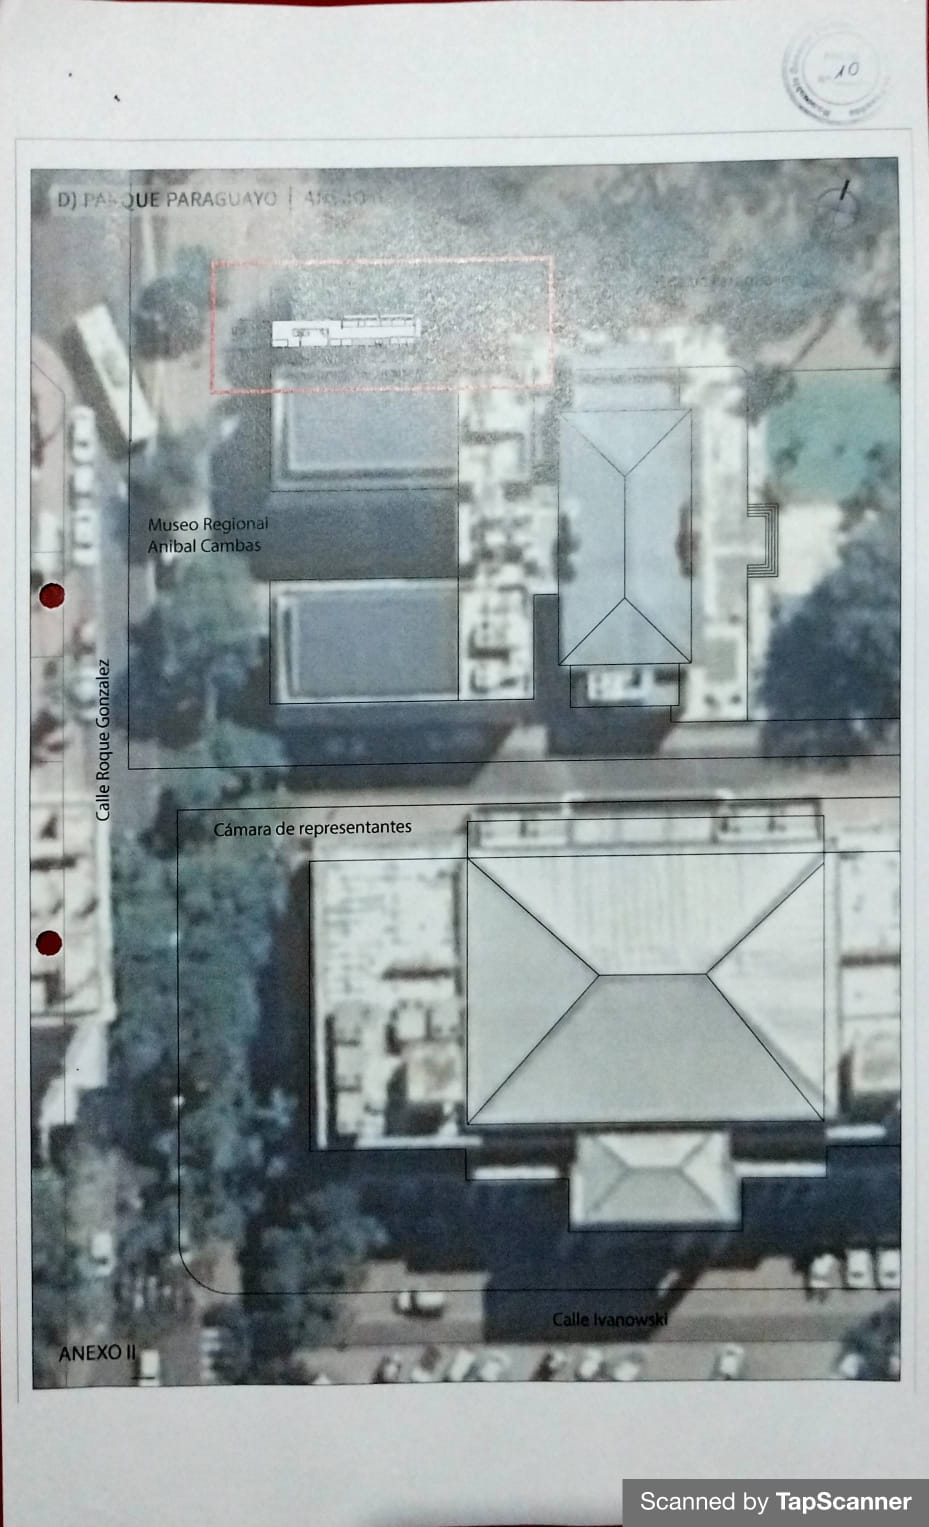 10
D) PARQUE PARAGUAYO |
Museo Regional
Anibal Cambas
Calle Roque Gonzalez
Cámara de representantes
Calle Ivanowski
ANEXO II
Scanned by TapScanner